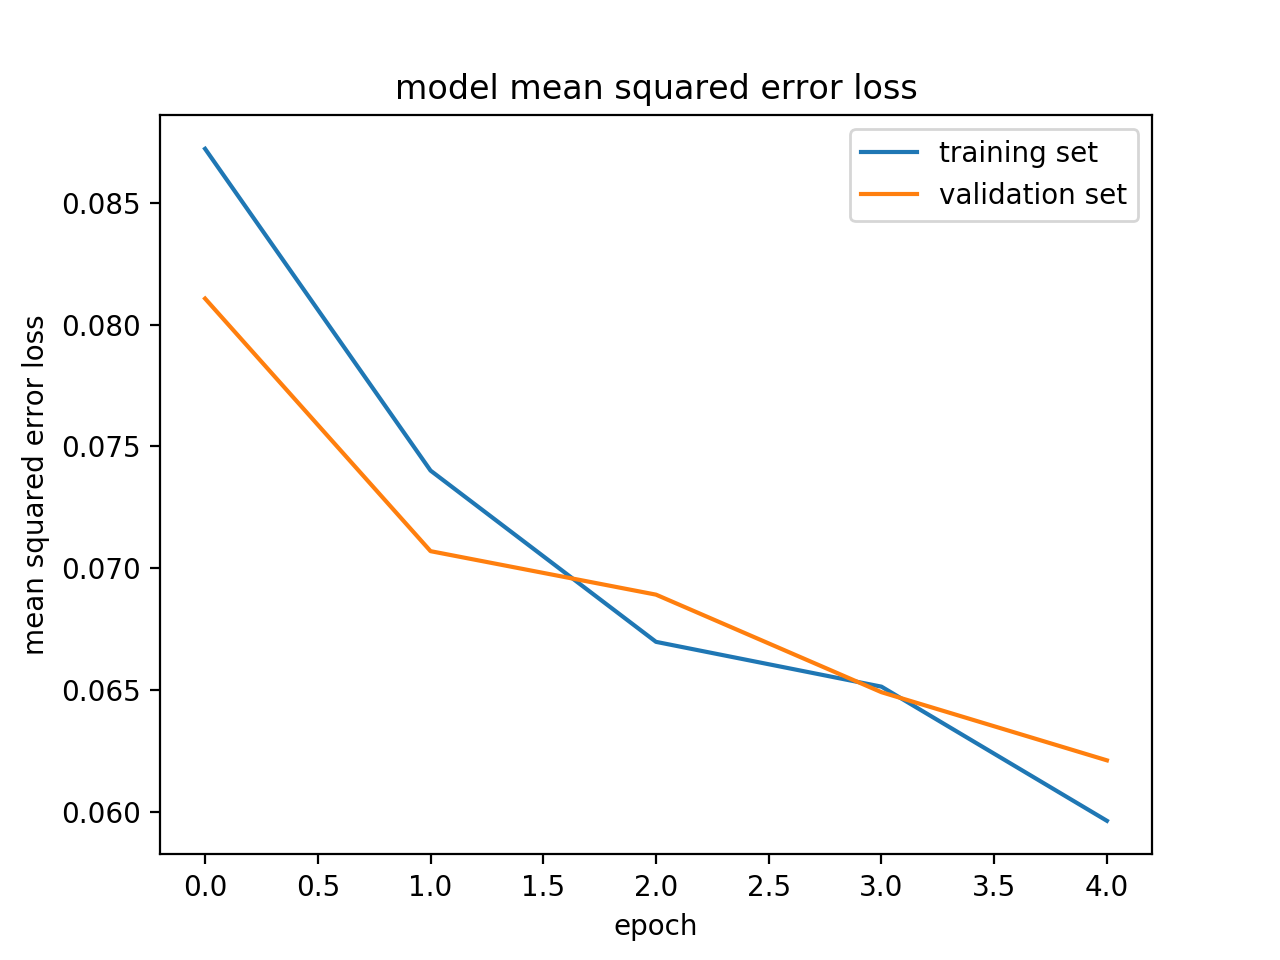 model mean squared error loss
training set
validation set
mean squared error loss
0.085
0.080
0.075
0.070
0.065
0.060
0.0 0.5 1.0 1.5 2.0 2.5 3.0 3.5 4.0
epoch